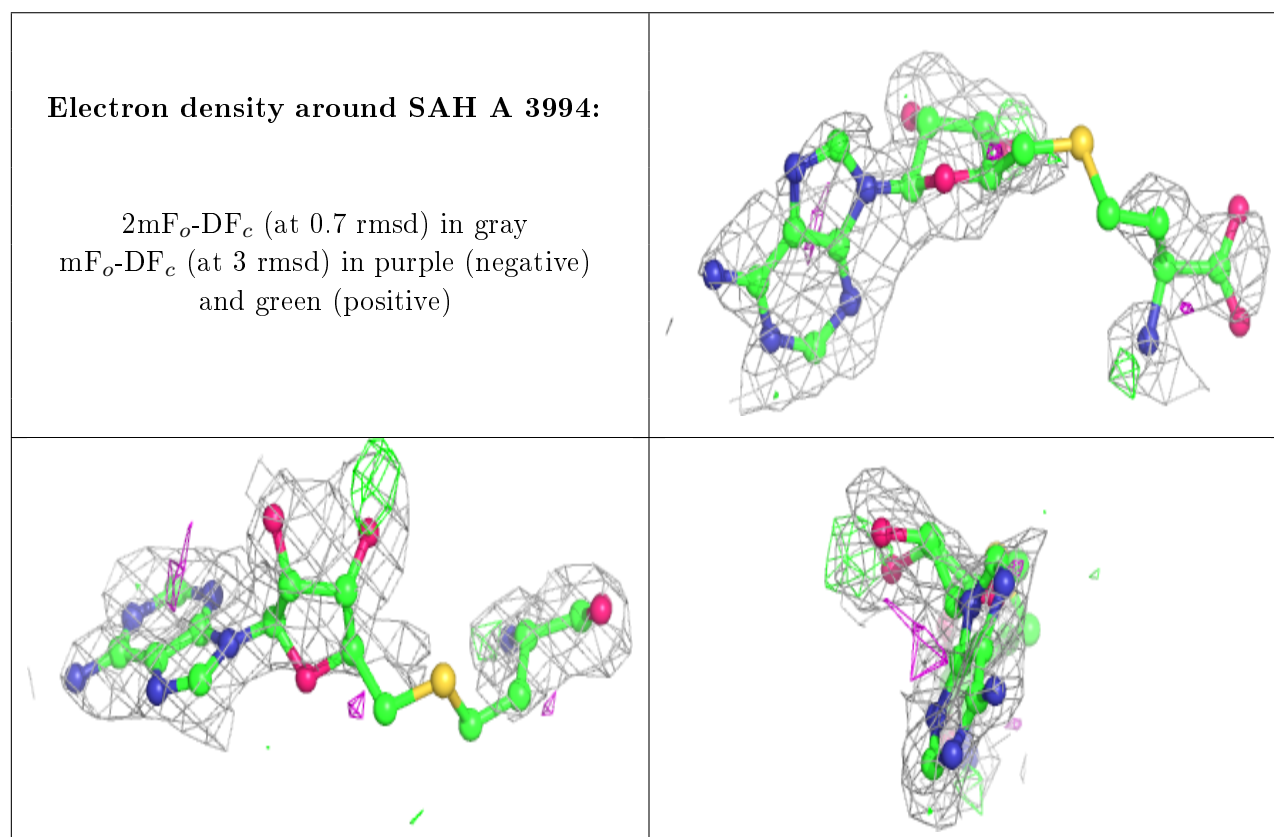 Electron density around SAH A 3994:
2mFo-DFc (at 0.7 rmsd) in gray
mFo-DFc (at 3 rmsd) in purple (negative)
and green (positive)